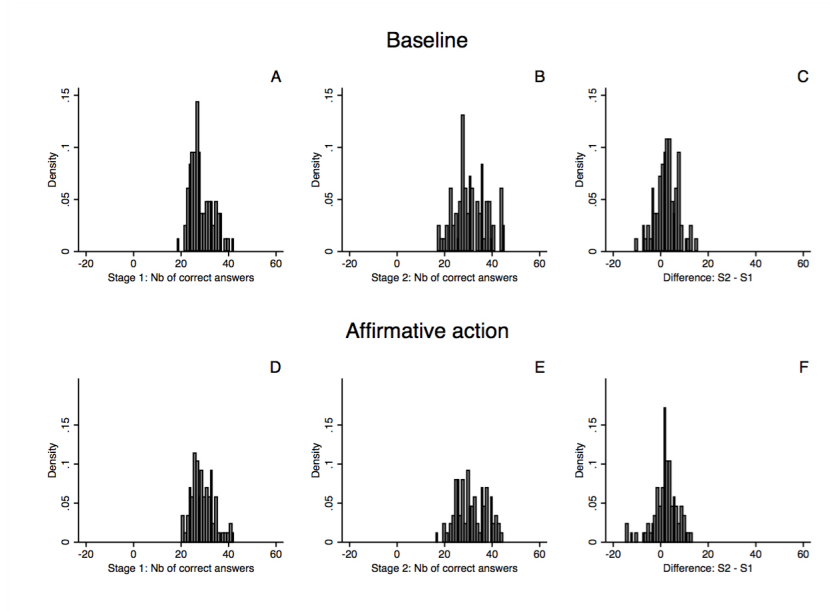 Baseline
A
B
C
Density
0
.05
.1
.15
-20 0 20 40 60
Stage 1: Nb of correct answers
Density
0
.05
.1
.15
-20 0 20 40 60
Stage 2: Nb of correct answers
Density
0
.05
.1
.15
-20 0 20 40 60
Difference: S2 - S1
Affirmative action
D
E
F
Density
0
.05
.1
.15
-20 0 20 40 60
Stage 1: Nb of correct answers
Density
0
.05
.1
.15
-20 0 20 40 60
Stage 2: Nb of correct answers
Density
0
.05
.1
.15
-20 0 20 40 60
Difference: S2 - S1